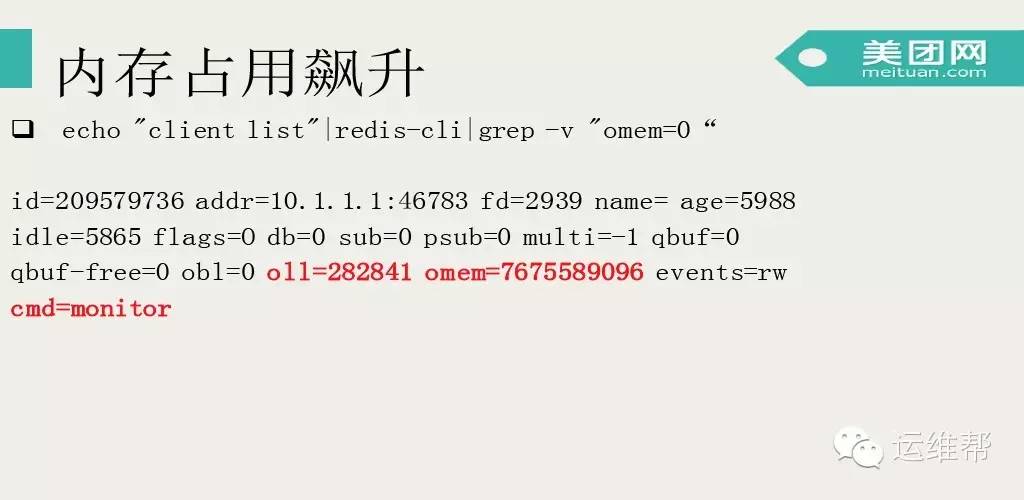 内存占用飙升
美团网
meituan.com
❑ echo "client list"|redis-cli|grep -v "omem=0 “
id=209579736 addr=10.1.1.1:46783 fd=2939 name= age=5988
idle=5865 flags=O db=0 sub=0 psub=0 multi=-1 qbuf=0
qbuf-free=0 obl=0 oll=282841 omem=7675589096 events=rw
cmd=monitor
运维帮